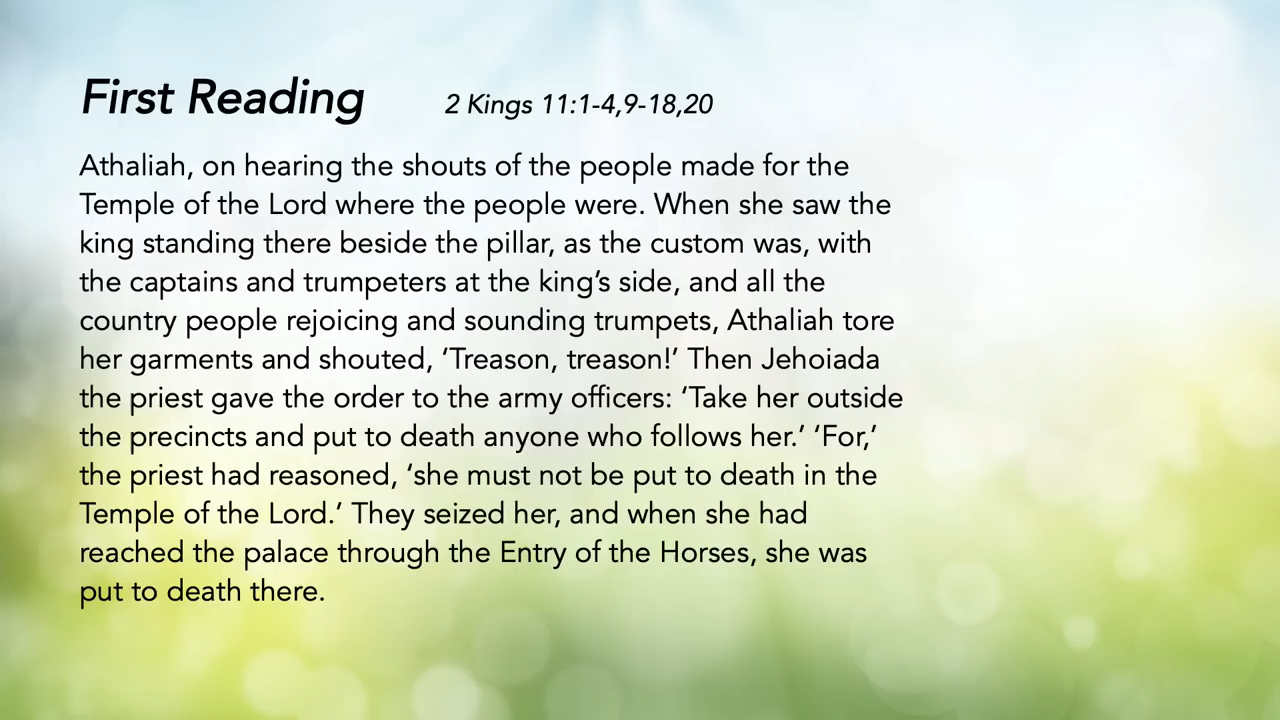 First Reading 2 Kings 11:1-4,9-18,20
Athaliah, on hearing the shouts of the people made for the
Temple of the Lord where the people were. When she saw the
king standing there beside the pillar, as the custom was, with
the captains and trumpeters at the king’s side, and all the
country people rejoicing and sounding trumpets, Athaliah tore
her garments and shouted, ‘Treason, treason!’ Then Jehoiada
the priest gave the order to the army officers: ‘Take her outside
the precincts and put to death anyone who follows her.’ ‘For,’
the priest had reasoned, ‘she must not be put to death in the
Temple of the Lord.’ They seized her, and when she had
reached the palace through the Entry of the Horses, she was
put to death there.